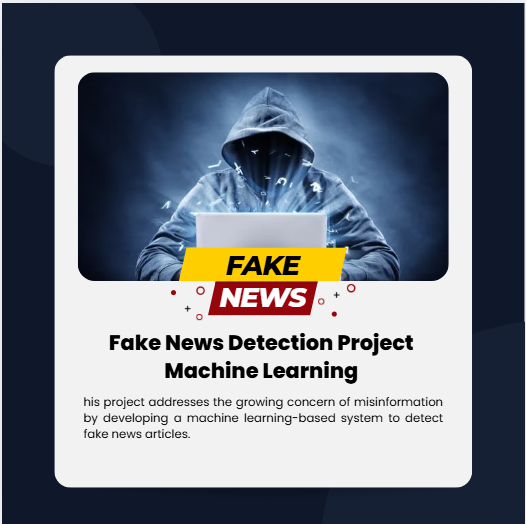 FAKE
NEWS
Fake News Detection Project
Machine Learning
his project addresses the growing concern of misinformation
by developing a machine learning-based system to detect
fake news articles.